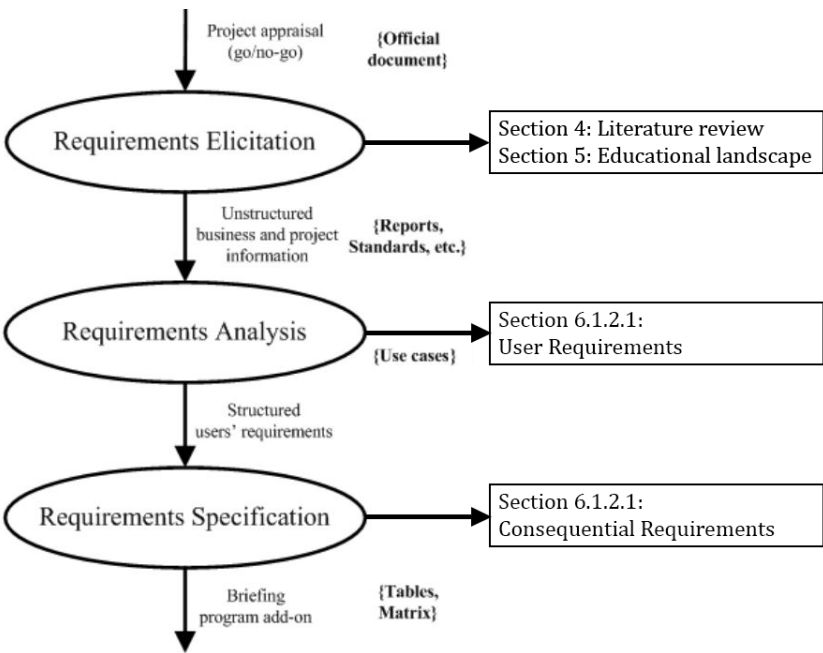 Project appraisal
(go/no-go)
{Official
document}
Requirements Elicitation
Section 4: Literature review
Section 5: Educational landscape
Unstructured
business and project
information
{Reports,
Standards, etc.}
Requirements Analysis
Section 6.1.2.1:
User Requirements
{Use cases}
Structured
users’ requirements
Requirements Specification
Section 6.1.2.1:
Consequential Requirements
Briefing
program add-on
{Tables,
Matrix}